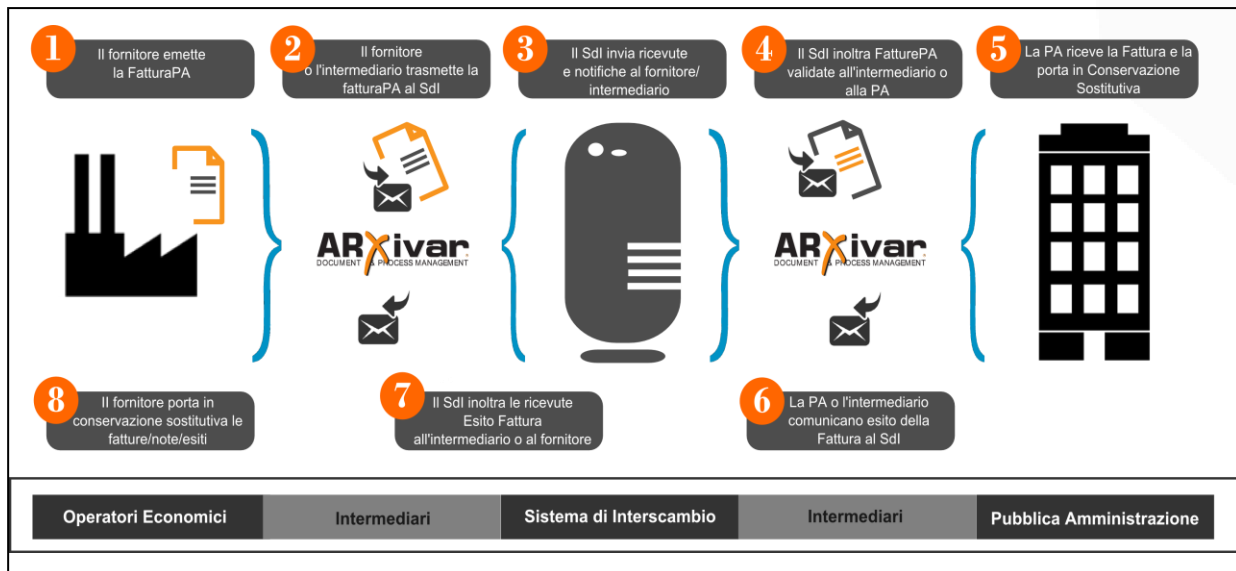 1
Il fornitore emette
la FatturaPA
2
Il fornitore
o l'intermediario trasmette la
fatturaPA al SdI
3
Il SdI invia ricevute
e notifiche al fornitore/
intermediario
4
Il SdI inoltra FatturePA
validate all'intermediario o
alla PA
5
La PA riceve la Fattura e la
porta in Conservazione
Sostitutiva
ARXivar
DOCUMENT & PROCESS MANAGEMENT
ARXivar
DOCUMENT & PROCESS MANAGEMENT
8
Il fornitore porta in
conservazione sostitutiva le
fatture/note/esiti
7
Il SdI inoltra le ricevute
Esito Fattura
all'intermediario o al fornitore
6
La PA o l'intermediario
comunicano esito della
Fattura al SdI
Operatori Economici
Intermediari
Sistema di Interscambio
Intermediari
Pubblica Amministrazione